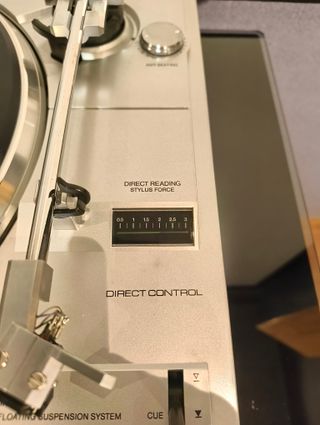 ANTI-SKATING
DIRECT READING
STYLUS FORCE
0.5 1 1.5 2 2.5 3
DIRECT CONTROL
FLOATING SUSPENSION SYSTEM
CUE